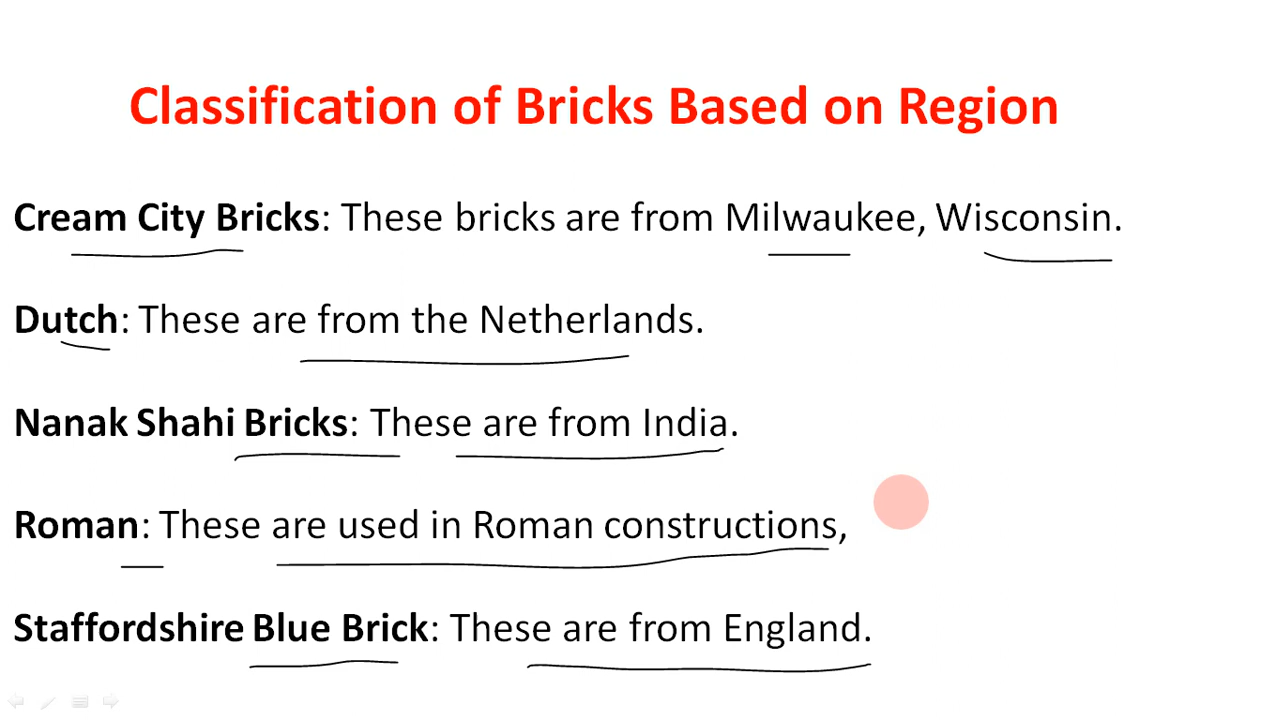 Classification of Bricks Based on Region
Cream City Bricks: These bricks are from Milwaukee, Wisconsin.
Dutch: These are from the Netherlands.
Nanak Shahi Bricks: These are from India.
Roman: These are used in Roman constructions,
Staffordshire Blue Brick: These are from England.